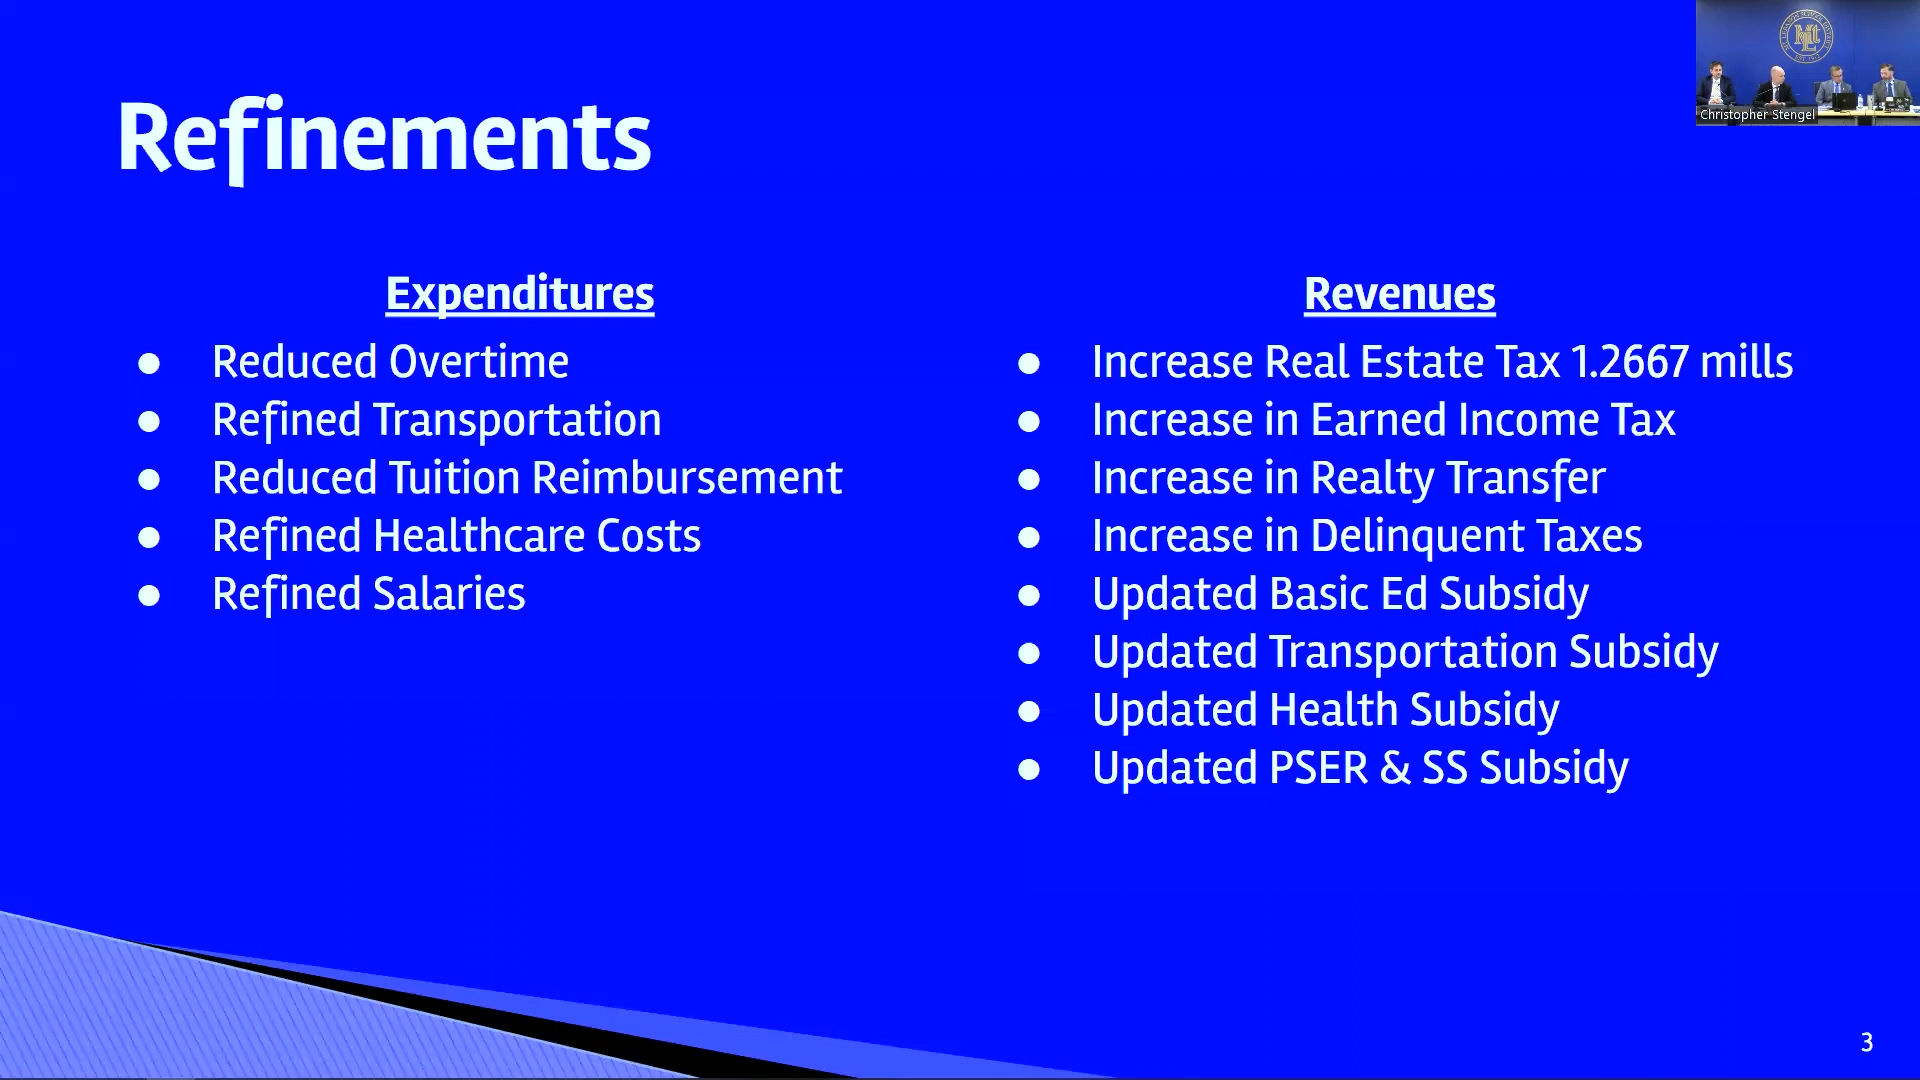 Refinements
Expenditures
Reduced Overtime
Refined Transportation
Reduced Tuition Reimbursement
Refined Healthcare Costs
Refined Salaries
Revenues
Increase Real Estate Tax 1.2667 mills
Increase in Earned Income Tax
Increase in Realty Transfer
Increase in Delinquent Taxes
Updated Basic Ed Subsidy
Updated Transportation Subsidy
Updated Health Subsidy
Updated PSER & SS Subsidy
Christopher Stengel
3